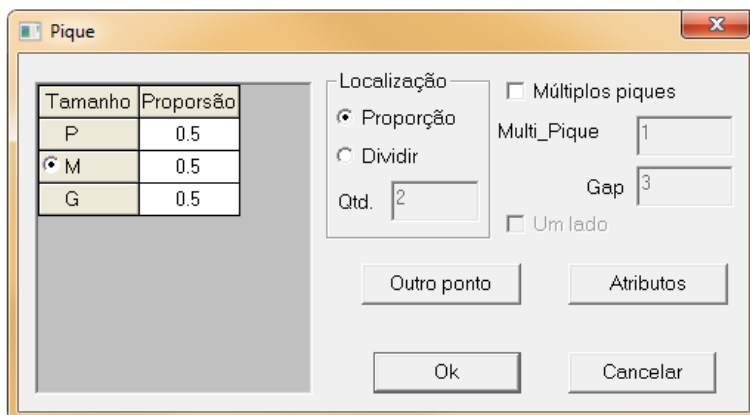 Pique
Tamanho Proporsão
P 0.5
M 0.5
G 0.5
Localização
Proporção
Dividir
Qtd. 2
Múltiplos piques
Multi_Pique 1
Gap 3
Um lado
Outro ponto
Atributos
Ok
Cancelar